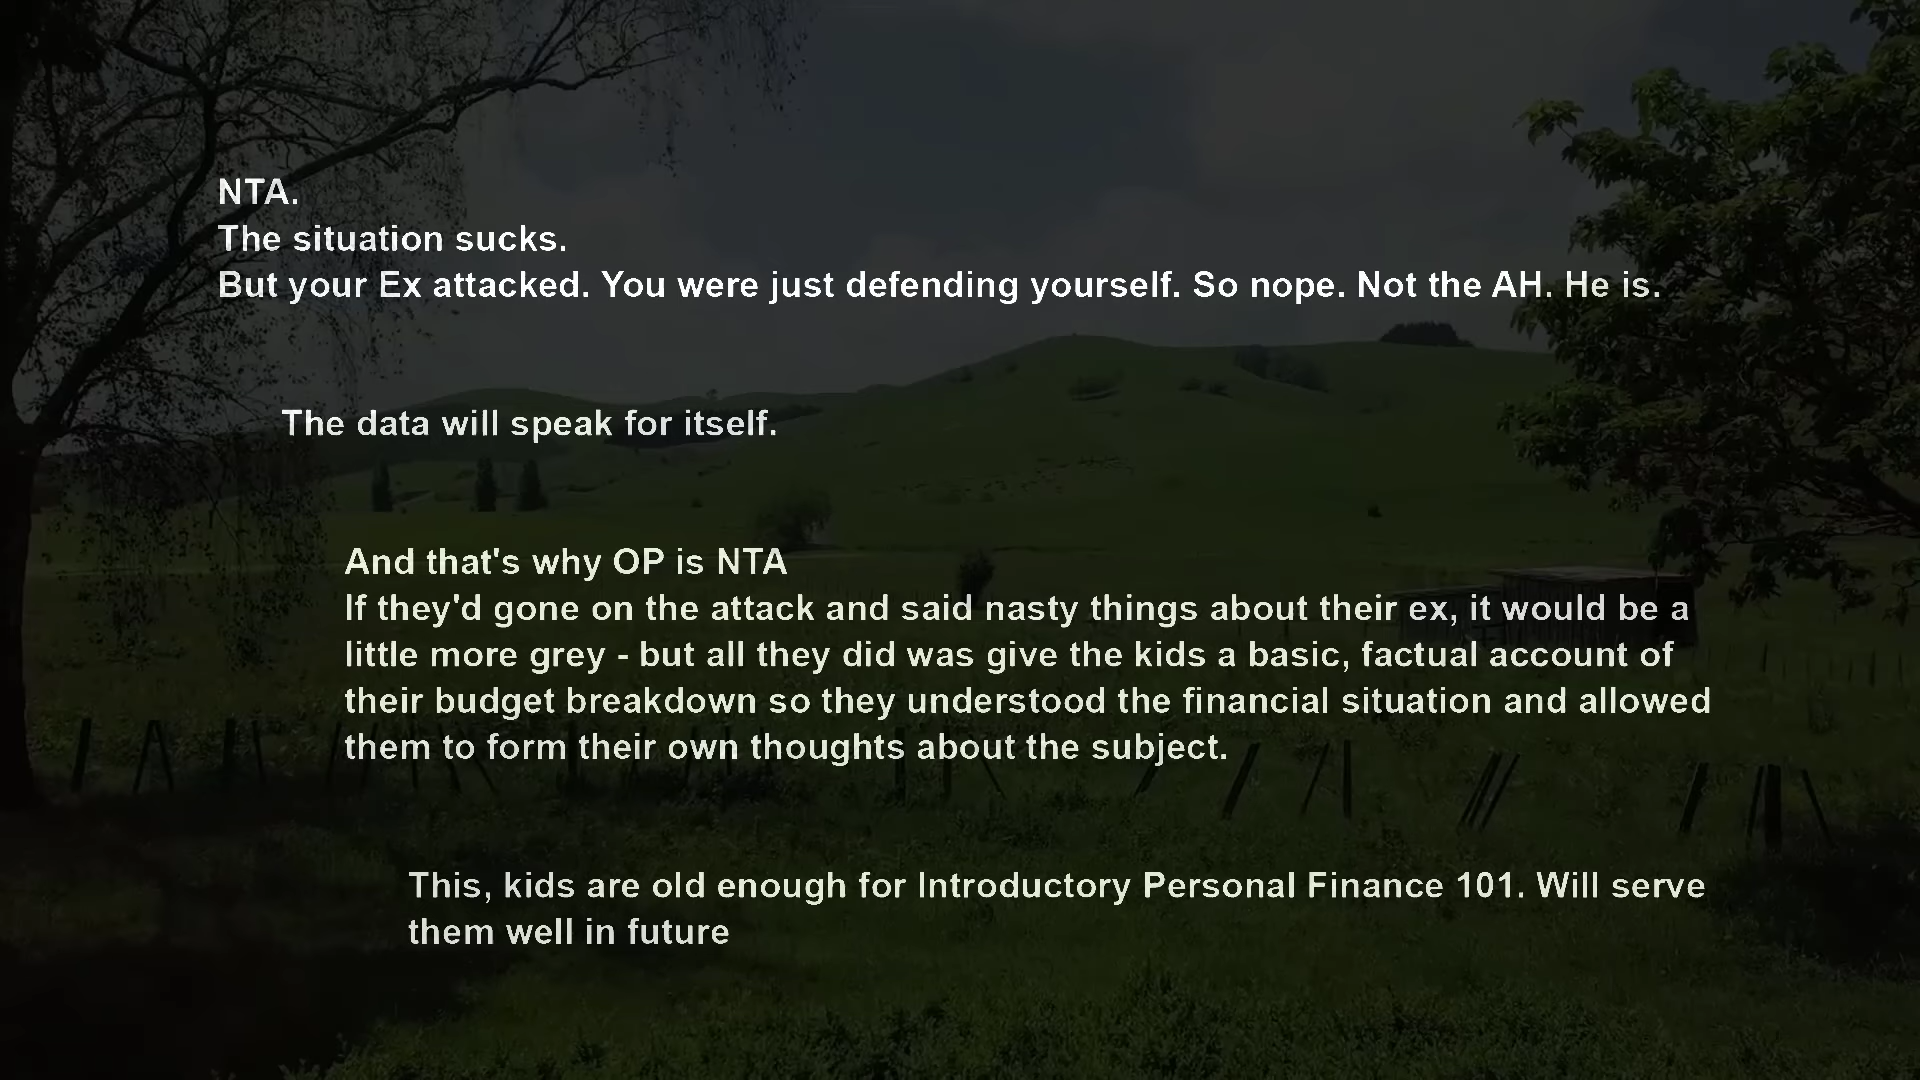 NTA.
The situation sucks.
But your Ex attacked. You were just defending yourself. So nope. Not the AH. He is.
The data will speak for itself.
And that's why OP is NTA
If they'd gone on the attack and said nasty things about their ex, it would be a
little more grey - but all they did was give the kids a basic, factual account of
their budget breakdown so they understood the financial situation and allowed
them to form their own thoughts about the subject.
This, kids are old enough for Introductory Personal Finance 101. Will serve
them well in future